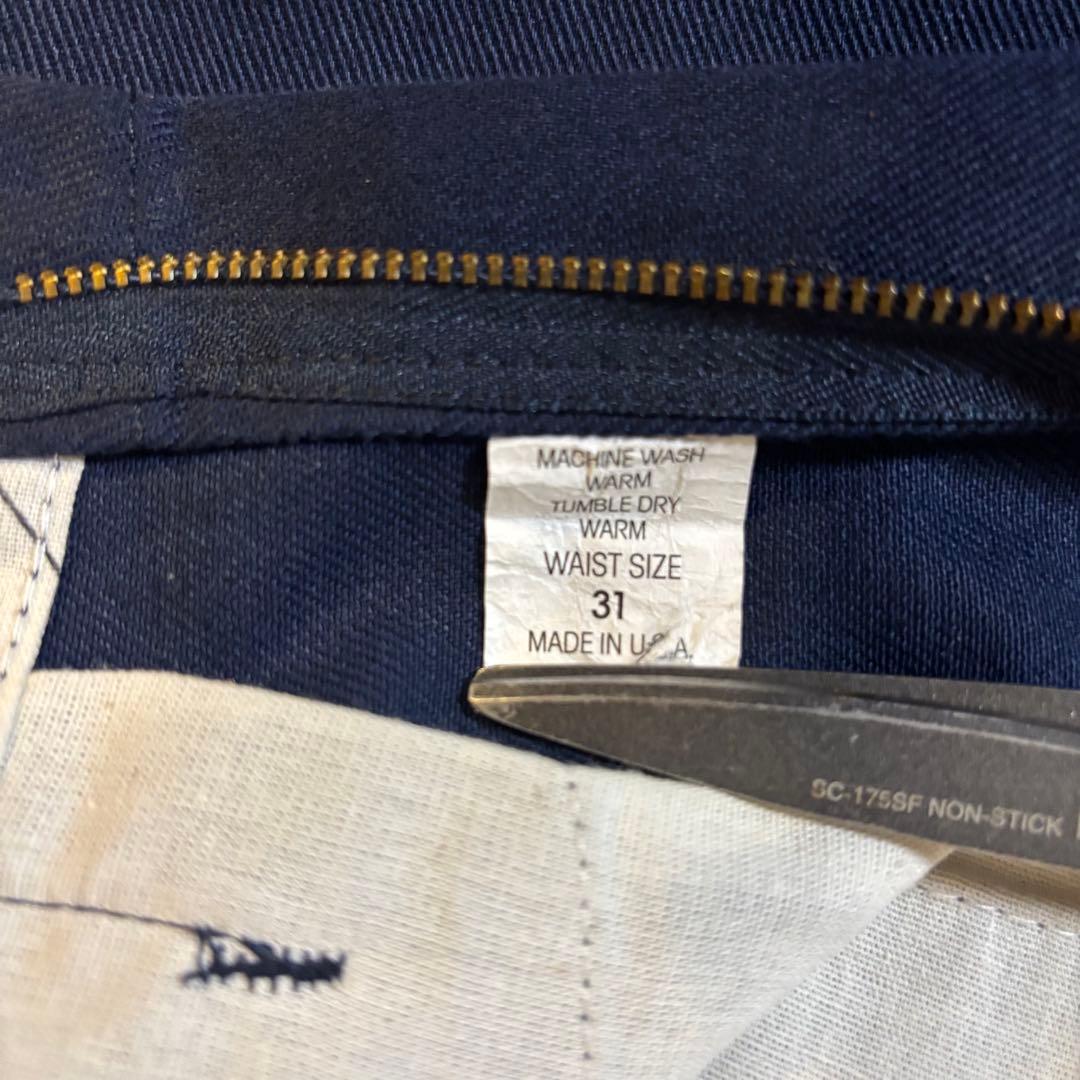 MACHINE WASH
WARM
TUMBLE DRY
WARM
WAIST SIZE
31
MADE IN U.S.A.
SC-175SF NON-STICK